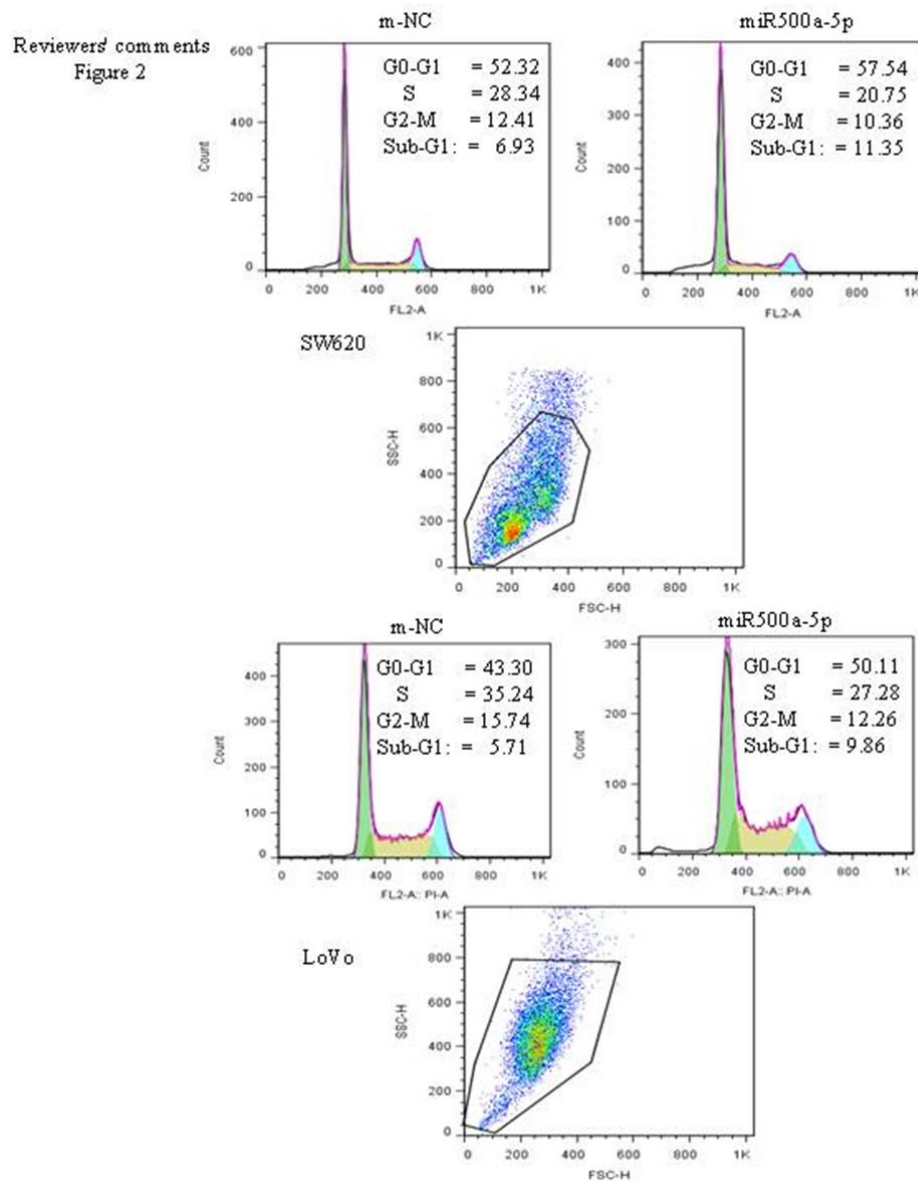 Reviewers' comments
Figure 2
m-NC
600
400
200
0
Count
G0-G1 = 52.32
S = 28.34
G2-M = 12.41
Sub-G1: = 6.93
0 200 400 600 800 1K
FL2-A
miR500a-5p
400
300
200
100
0
Count
G0-G1 = 57.54
S = 20.75
G2-M = 10.36
Sub-G1: = 11.35
0 200 400 600 800 1K
FL2-A
SW620
1K
800
600
400
200
0
SSC-H
0 200 400 600 800 1K
FSC-H
m-NC
400
300
200
100
0
Count
G0-G1 = 43.30
S = 35.24
G2-M = 15.74
Sub-G1: = 5.71
0 200 400 600 800 1K
FL2-A:: PI-A
miR500a-5p
300
200
100
0
Count
G0-G1 = 50.11
S = 27.28
G2-M = 12.26
Sub-G1: = 9.86
0 200 400 600 800 1K
FL2-A:: PI-A
LoVo
1K
800
600
400
200
0
SSC-H
0 200 400 600 800 1K
FSC-H